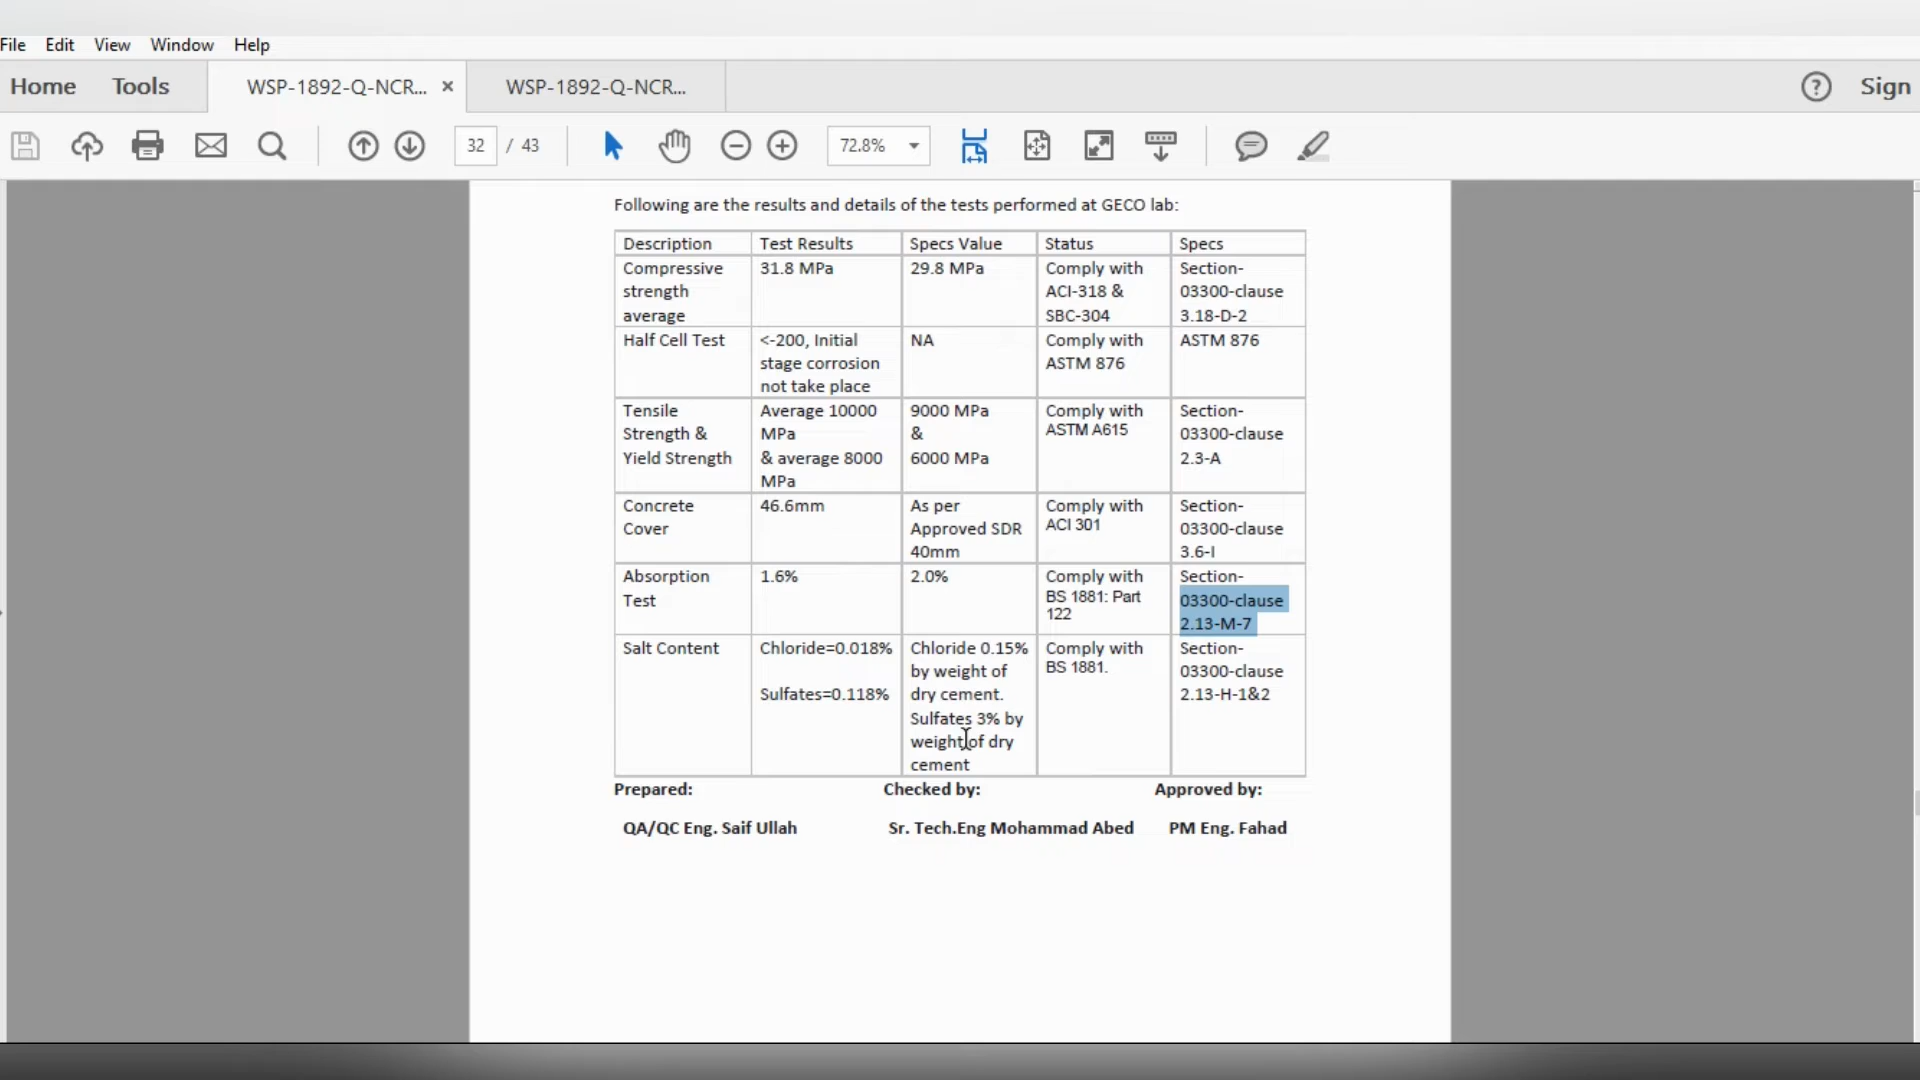 File Edit View Window Help
Home Tools WSP-1892-Q-NCR... × WSP-1892-Q-NCR... ? Sign
32 / 43 72.8%
Following are the results and details of the tests performed at GECO lab:
Description Test Results Specs Value Status Specs
Compressive 31.8 MPa 29.8 MPa Comply with Section-
strength ACI-318 & 03300-clause
average SBC-304 3.18-D-2
Half Cell Test <-200, Initial NA Comply with ASTM 876
stage corrosion ASTM 876
not take place
Tensile Average 10000 9000 MPa Comply with Section-
Strength & MPa & ASTM A615 03300-clause
Yield Strength & average 8000 6000 MPa 2.3-A
MPa
Concrete 46.6mm As per Comply with Section-
Cover Approved SDR ACI 301 03300-clause
40mm 3.6-I
Absorption 1.6% 2.0% Comply with Section-
Test BS 1881: Part 03300-clause
122 2.13-M-7
Salt Content Chloride=0.018% Chloride 0.15% Comply with Section-
by weight of BS 1881. 03300-clause
Sulfates=0.118% dry cement. 2.13-H-1&2
Sulfates 3% by
weight of dry
cement
Prepared: Checked by: Approved by:
QA/QC Eng. Saif Ullah Sr. Tech.Eng Mohammad Abed PM Eng. Fahad